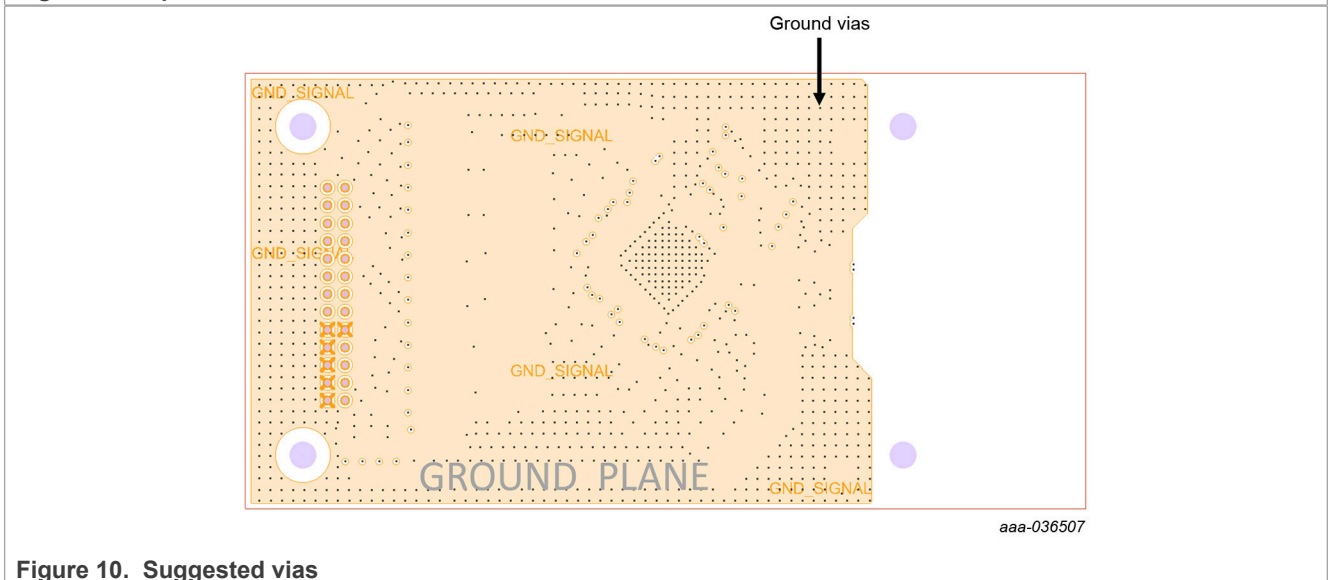 Ground vias
GND_SIGNAL
GND_SIGNAL
GND_SIGNAL
GND_SIGNAL
GROUND PLANE
GND_SIGNAL
aaa-036507
Figure 10. Suggested vias